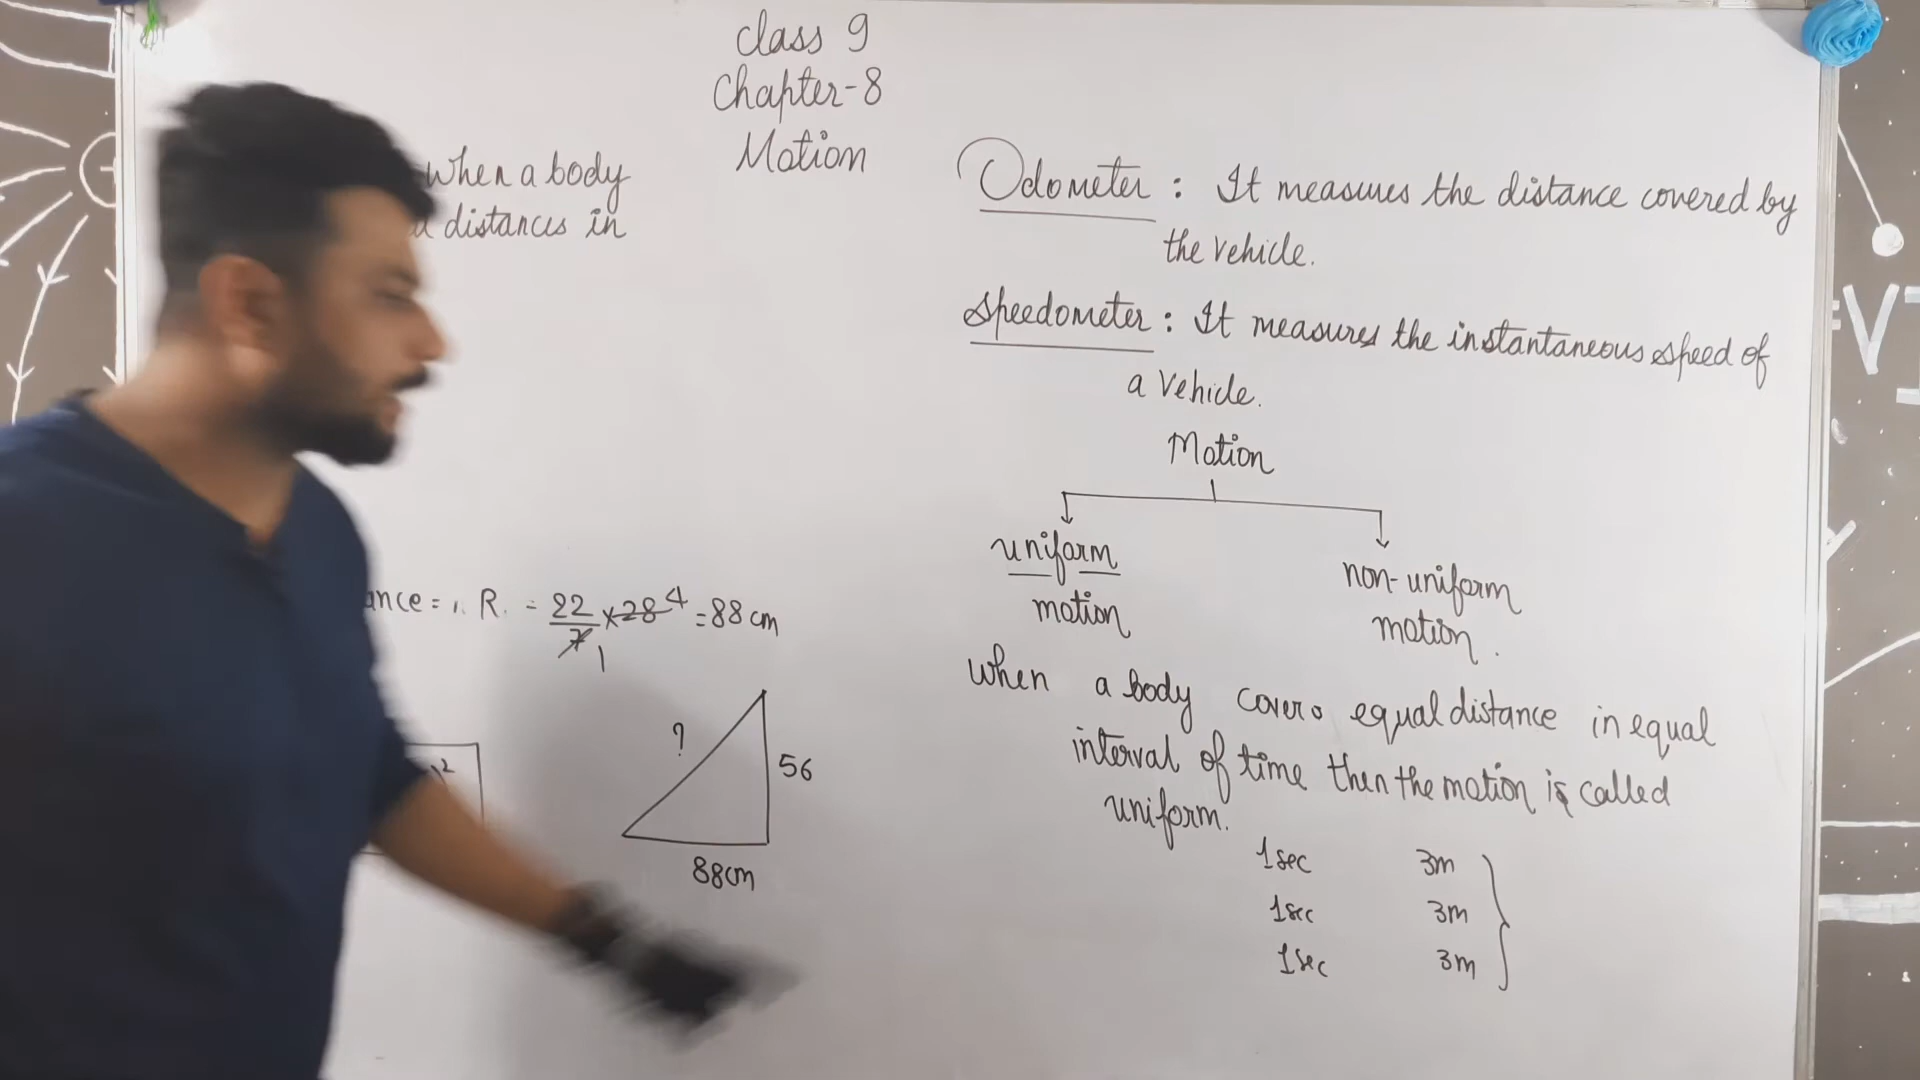 class 9
Chapter-8
Motion
When a body
distances in
ance = R. = 22/7 × 28 4 = 88 cm
1
?
56
88cm
2
Odometer : It measures the distance covered by
the vehicle.
Speedometer : It measures the instantaneous speed of
a vehicle.
Motion
uniform
motion
non-uniform
motion.
When a body covers equal distance in equal
interval of time then the motion is called
uniform.
1sec 3m
1sec 3m
1sec 3m